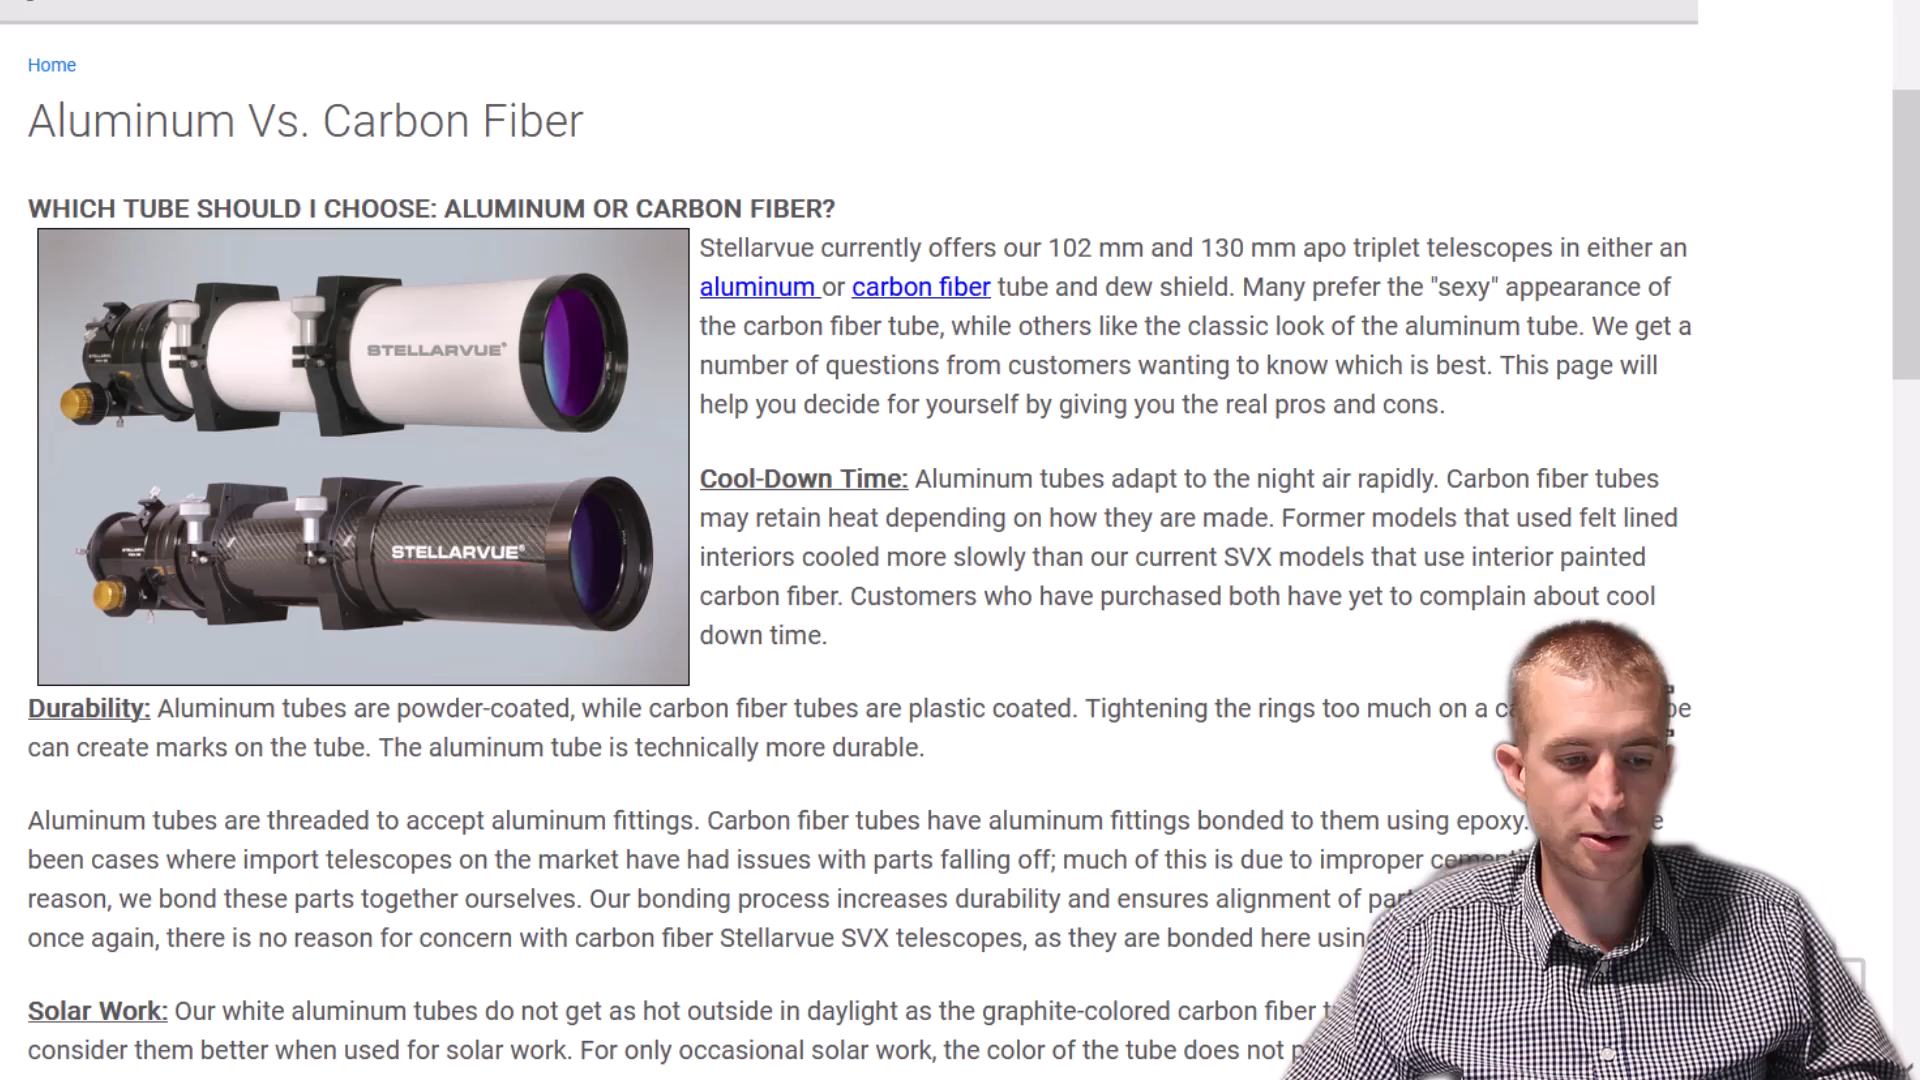 Home
Aluminum Vs. Carbon Fiber
WHICH TUBE SHOULD I CHOOSE: ALUMINUM OR CARBON FIBER?
STELLARVUE®
STELLARVUE®
Stellarvue currently offers our 102 mm and 130 mm apo triplet telescopes in either an
aluminum or carbon fiber tube and dew shield. Many prefer the "sexy" appearance of
the carbon fiber tube, while others like the classic look of the aluminum tube. We get a
number of questions from customers wanting to know which is best. This page will
help you decide for yourself by giving you the real pros and cons.
Cool-Down Time: Aluminum tubes adapt to the night air rapidly. Carbon fiber tubes
may retain heat depending on how they are made. Former models that used felt lined
interiors cooled more slowly than our current SVX models that use interior painted
carbon fiber. Customers who have purchased both have yet to complain about cool
down time.
Durability: Aluminum tubes are powder-coated, while carbon fiber tubes are plastic coated. Tightening the rings too much on a
can create marks on the tube. The aluminum tube is technically more durable.
Aluminum tubes are threaded to accept aluminum fittings. Carbon fiber tubes have aluminum fittings bonded to them using epoxy.
been cases where import telescopes on the market have had issues with parts falling off; much of this is due to improper
reason, we bond these parts together ourselves. Our bonding process increases durability and ensures alignment of
once again, there is no reason for concern with carbon fiber Stellarvue SVX telescopes, as they are bonded here
Solar Work: Our white aluminum tubes do not get as hot outside in daylight as the graphite-colored carbon fiber
consider them better when used for solar work. For only occasional solar work, the color of the tube does not